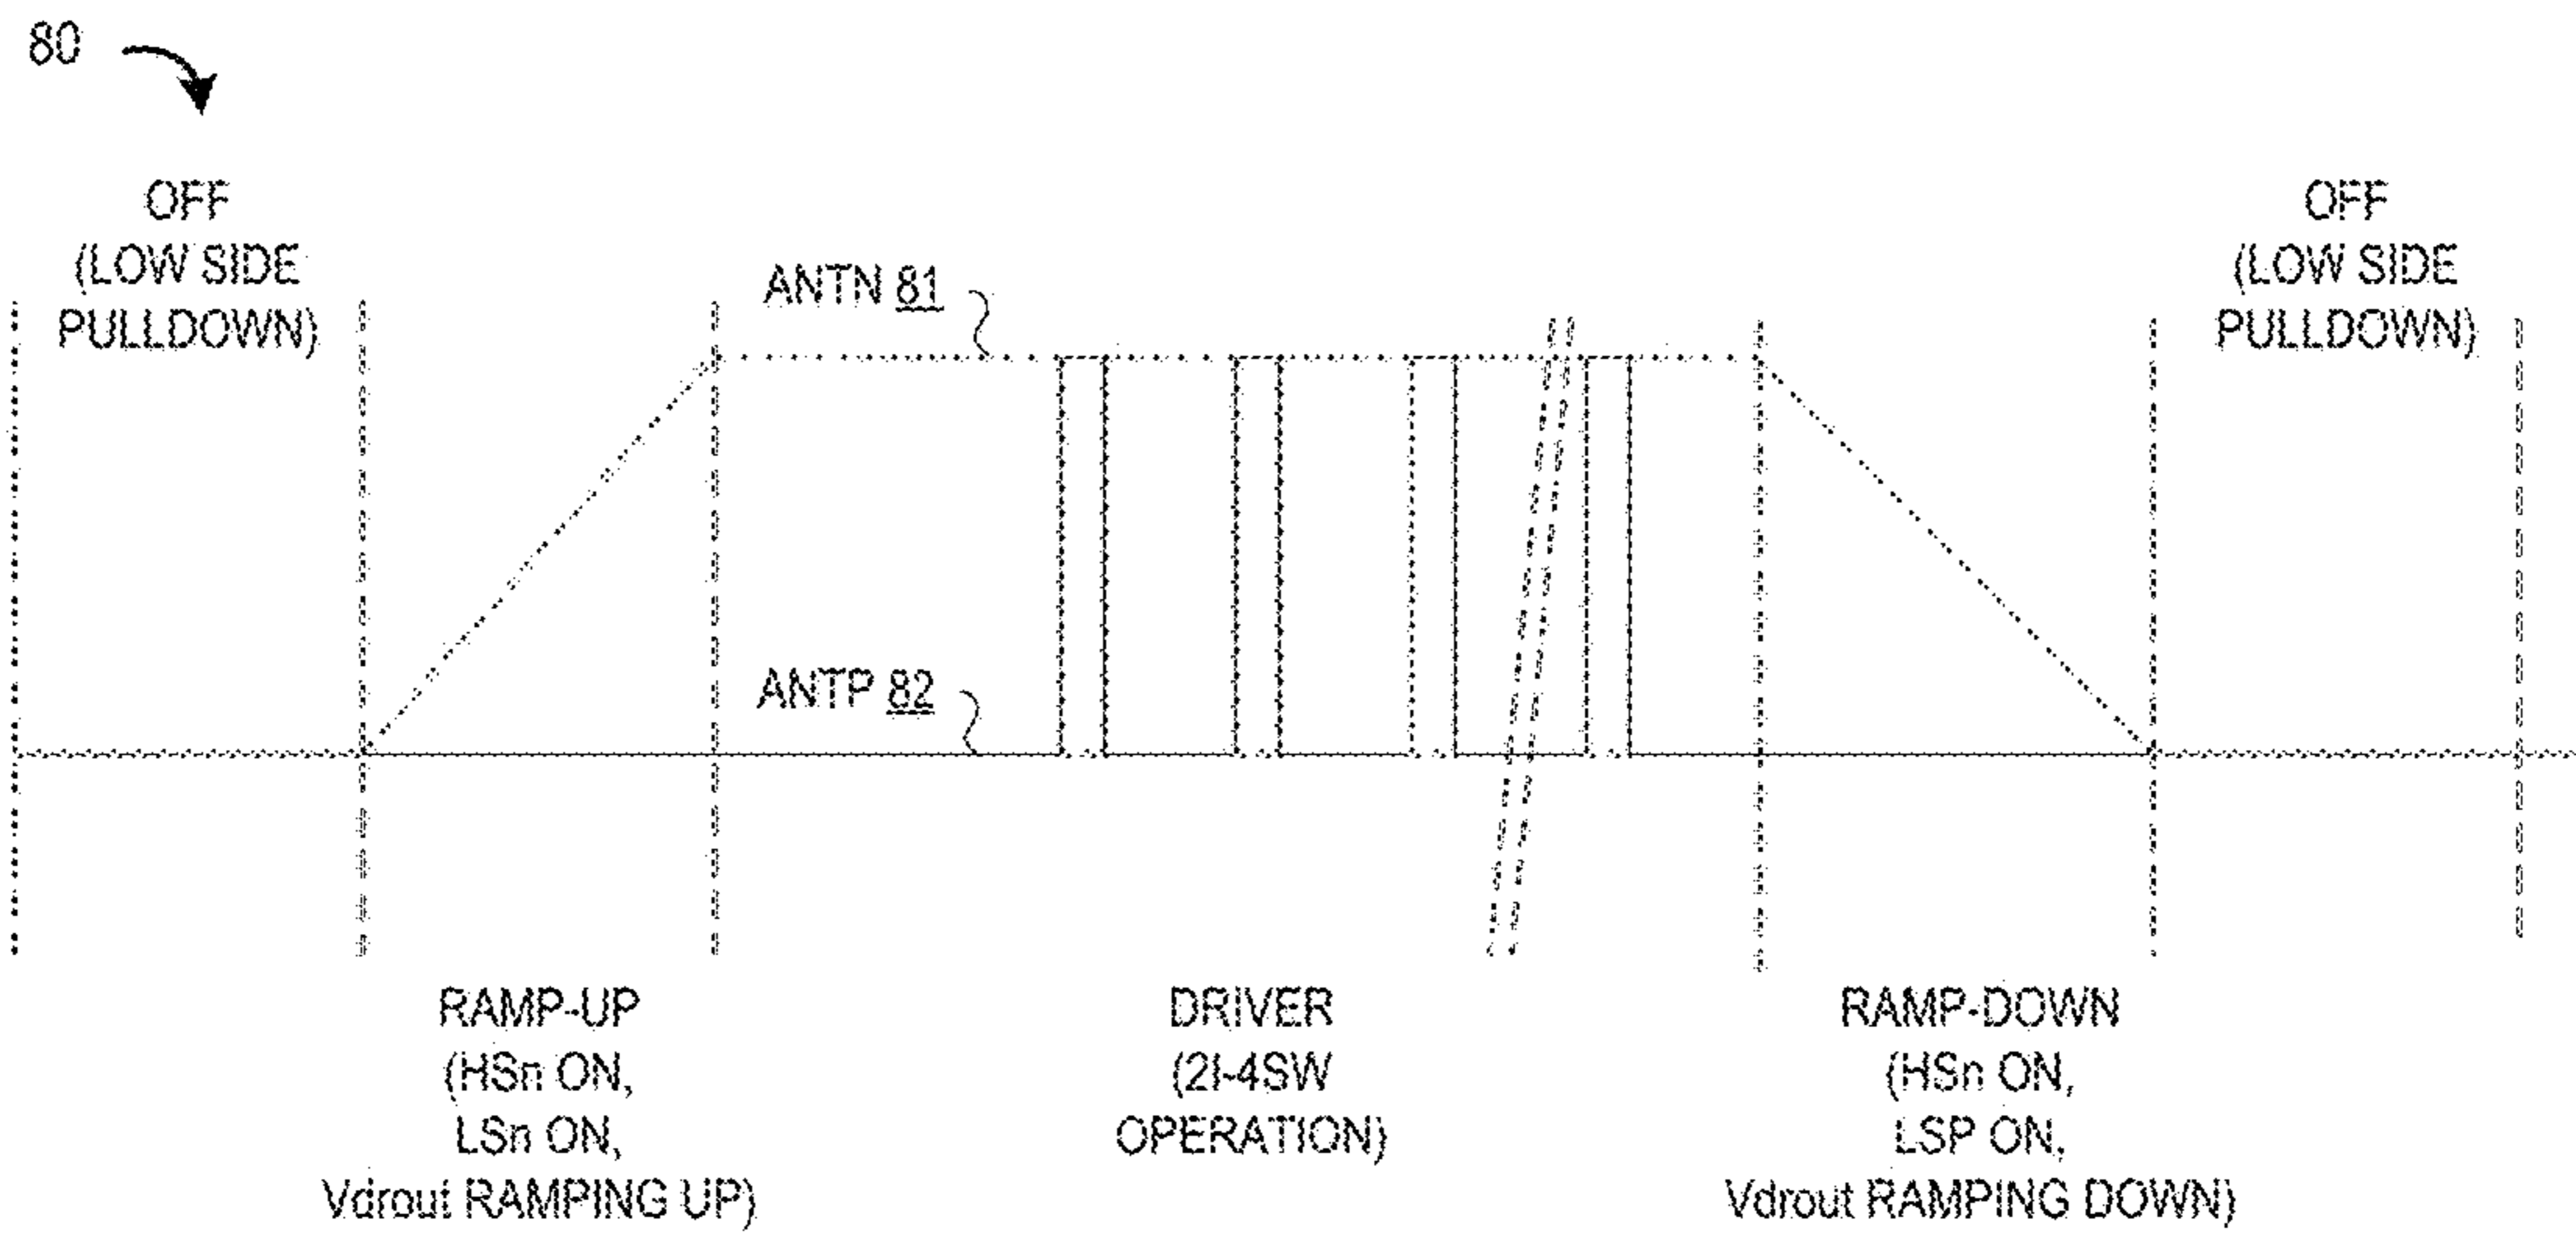 80
OFF
(LOW SIDE
PULLDOWN)
OFF
(LOW SIDE
PULLDOWN)
ANTN 81
ANTP 82
RAMP-UP
(HSn ON,
LSn ON,
Vdrout RAMPING UP)
DRIVER
(2I-4SW
OPERATION)
RAMP-DOWN
(HSn ON,
LSP ON,
Vdrout RAMPING DOWN)